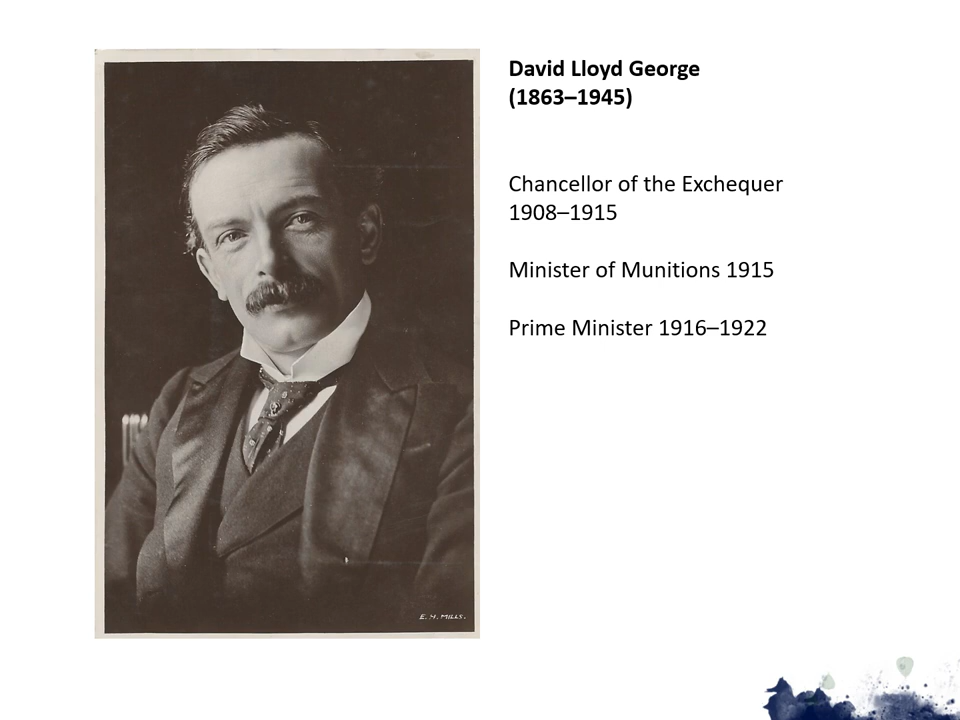 David Lloyd George
(1863–1945)
Chancellor of the Exchequer
1908–1915
Minister of Munitions 1915
Prime Minister 1916–1922
E. H. MILLS.